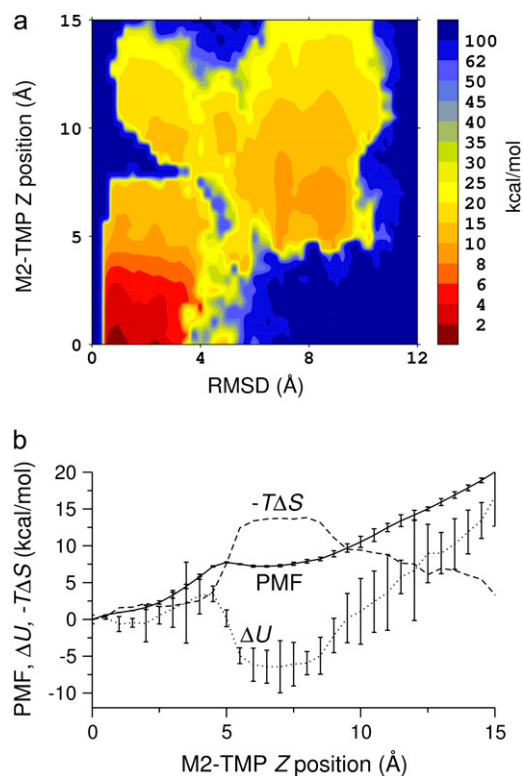 a
15
10
5
0
M2-TMP Z position (Å)
0 4 8 12
RMSD (Å)
100
62
50
45
40
35
30
25
20
15
10
8
6
4
2
kcal/mol
b
20
15
10
5
0
-5
-10
PMF, ΔU, -TΔS (kcal/mol)
-TΔS
PMF
ΔU
0 5 10 15
M2-TMP Z position (Å)